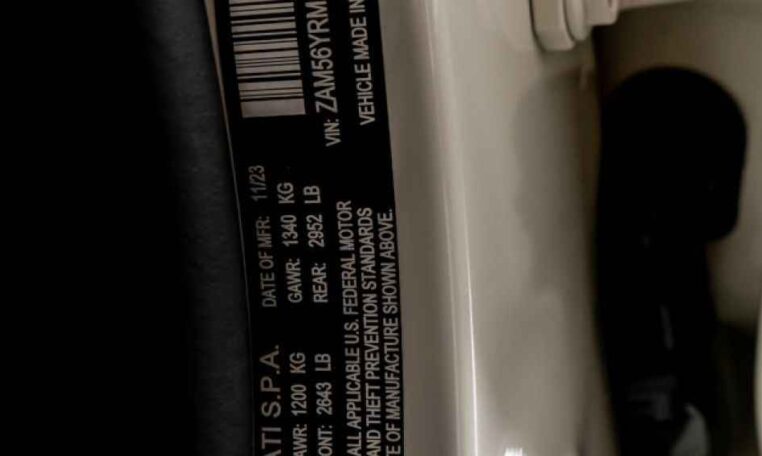 ATI S.P.A. DATE OF MFR: 11/23
AWR: 1200 KG GAWR: 1340 KG
ONT: 2643 LB REAR: 2952 LB VIN: ZAM56YRM
ALL APPLICABLE U.S. FEDERAL MOTOR VEHICLE MADE IN
AND THEFT PREVENTION STANDARDS
E OF MANUFACTURE SHOWN ABOVE.